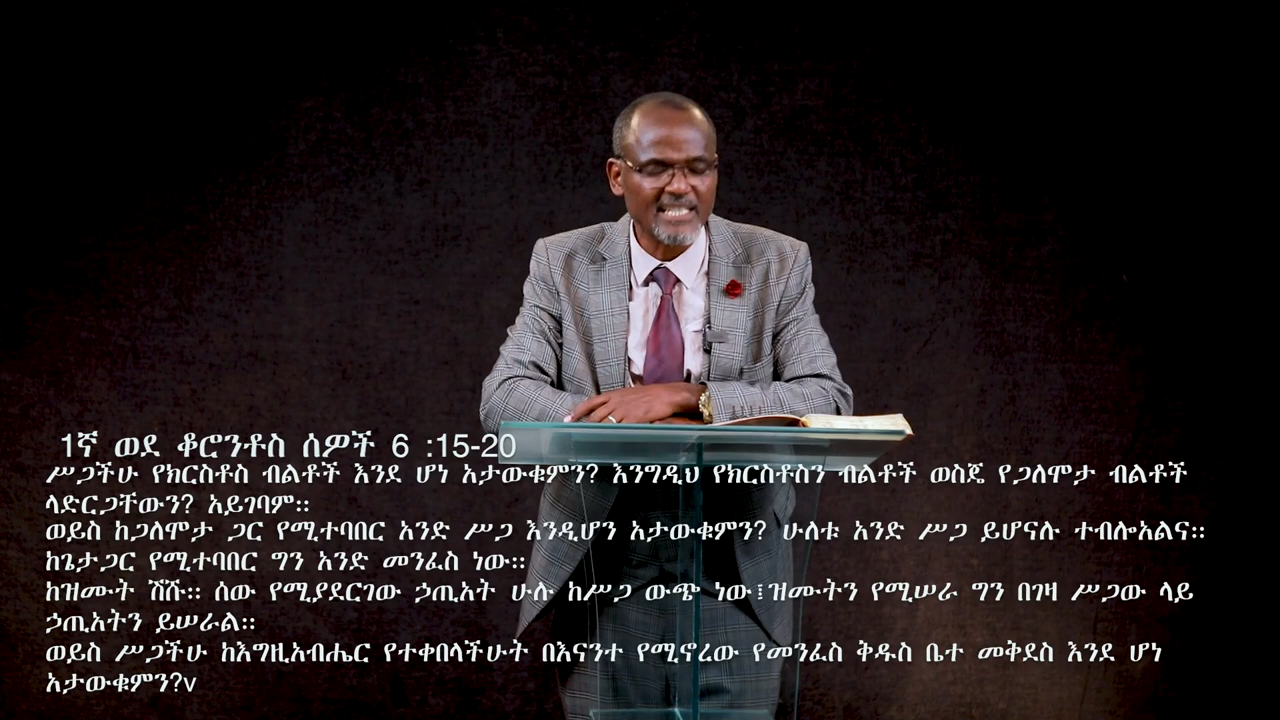 1ኛ ወደ ቆሮንቶስ ሰዎች 6 :15-20
ሥጋችሁ የክርስቶስ ብልቶች እንደ ሆነ አታውቁምን? እንግዲህ የክርስቶስን ብልቶች ወስጄ የጋለሞታ ብልቶች
ላድርጋቸውን? አይገባም።
ወይስ ከጋለሞታ ጋር የሚተባበር አንድ ሥጋ እንዲሆን አታውቁምን? ሁለቱ አንድ ሥጋ ይሆናሉ ተብሎአልና።
ከጌታጋር የሚተባበር ግን አንድ መንፈስ ነው።
ከዝሙት ሽሹ። ሰው የሚያደርገው ኃጢአት ሁሉ ከሥጋ ውጭ ነው፤ዝሙትን የሚሠራ ግን በገዛ ሥጋው ላይ
ኃጢአትን ይሠራል።
ወይስ ሥጋችሁ ከእግዚአብሔር የተቀበላችሁት በእናንተ የሚኖረው የመንፈስ ቅዱስ ቤተ መቅደስ እንደ ሆነ
አታውቁምን?v